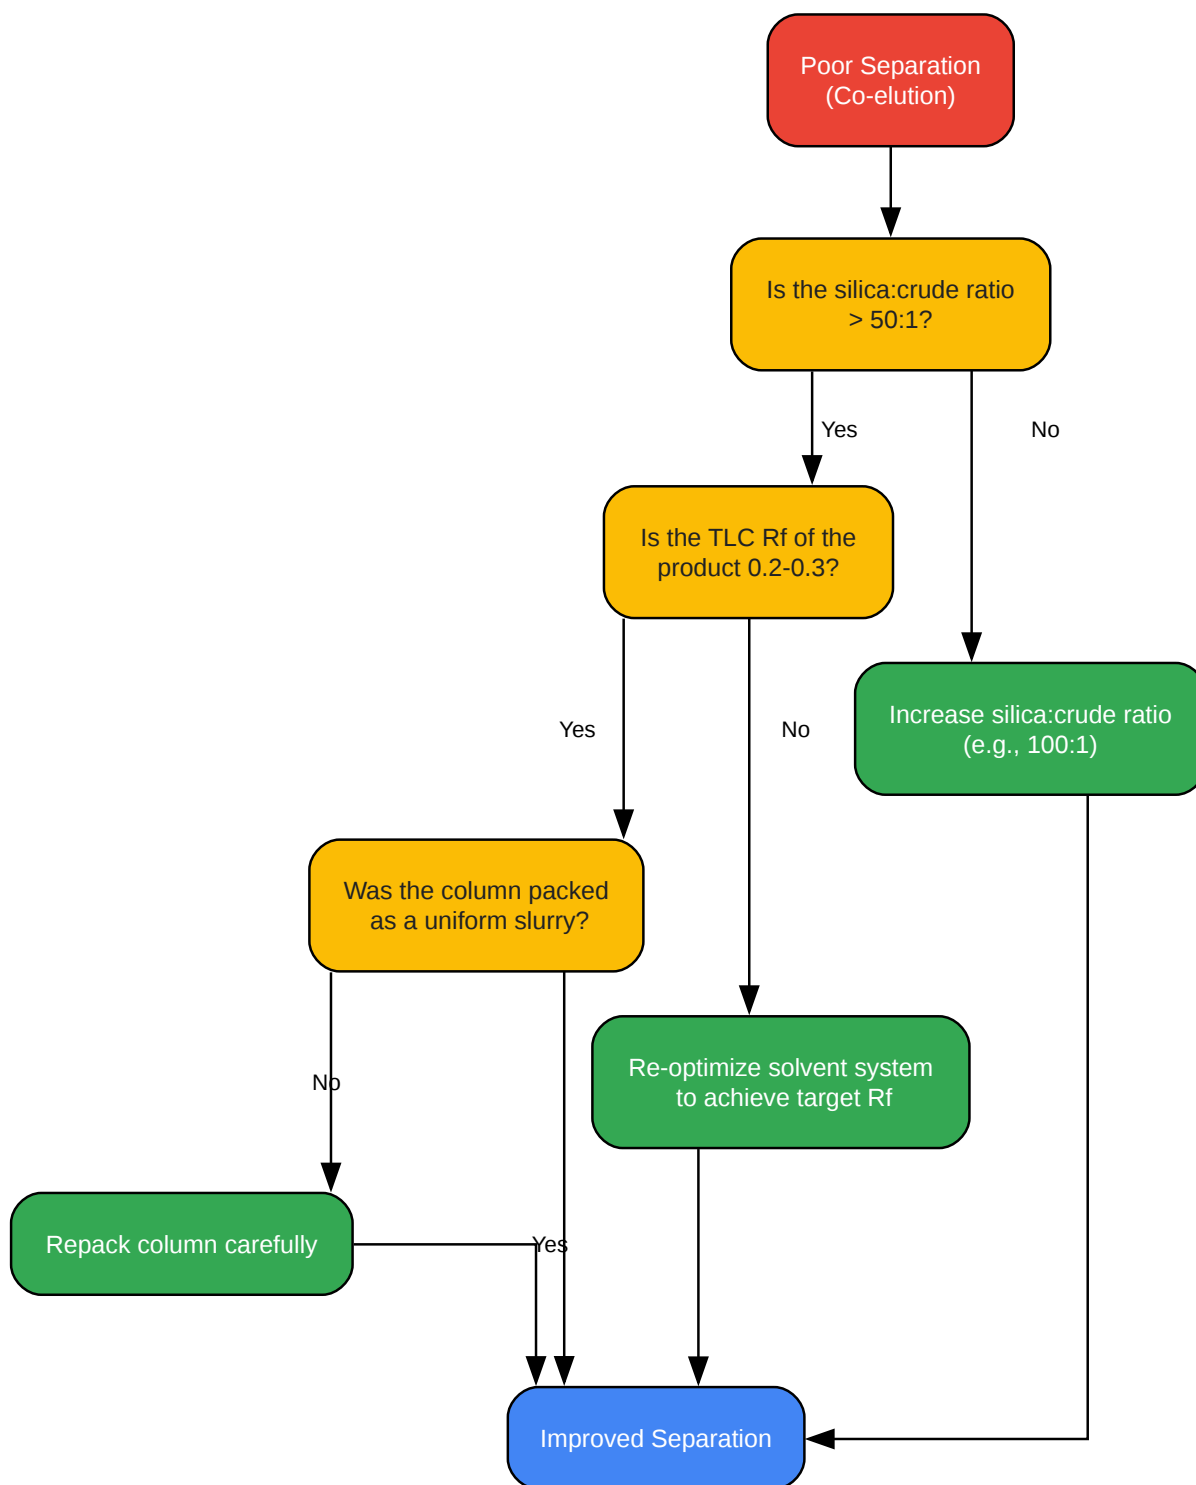 Poor Separation
(Co-elution)
Is the silica:crude ratio
> 50:1?
Yes
No
Is the TLC Rf of the
product 0.2-0.3?
Increase silica:crude ratio
(e.g., 100:1)
Yes
No
Was the column packed
as a uniform slurry?
Re-optimize solvent system
to achieve target Rf
No
Repack column carefully
Yes
Improved Separation